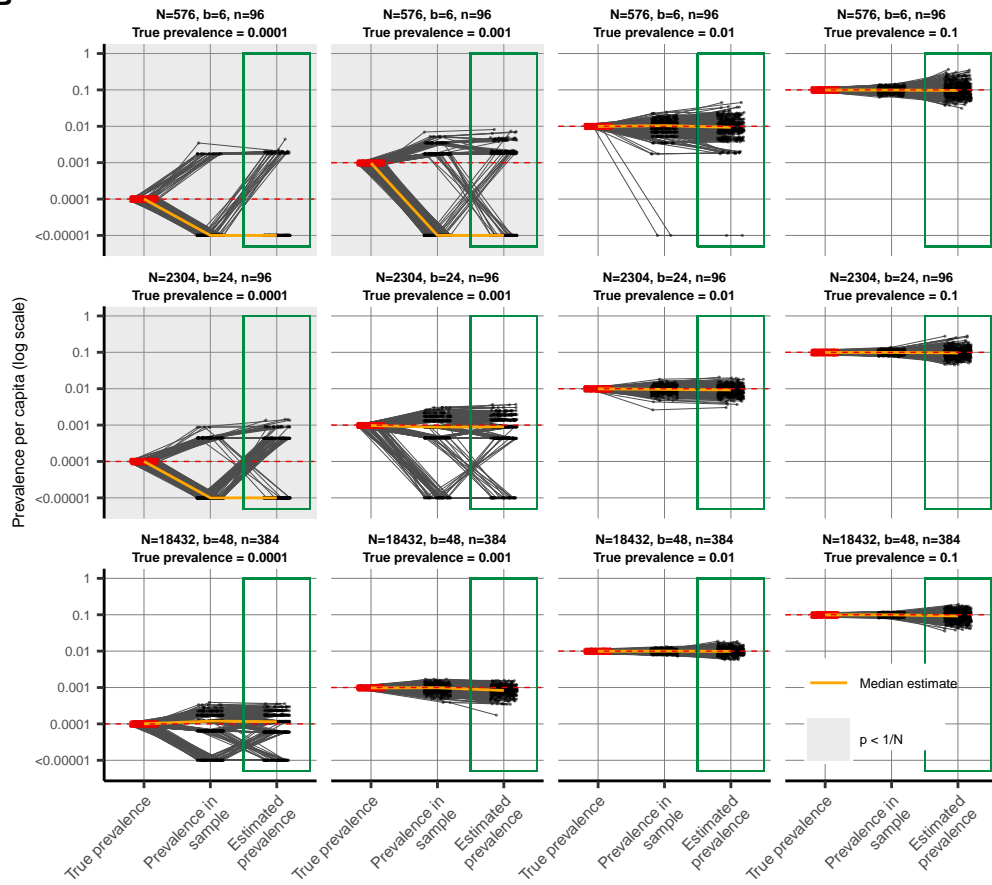 N=576, b=6, n=96
True prevalence = 0.0001
N=576, b=6, n=96
True prevalence = 0.001
N=576, b=6, n=96
True prevalence = 0.01
N=576, b=6, n=96
True prevalence = 0.1
1
0.1
0.01
0.001
0.0001
<0.00001
N=2304, b=24, n=96
True prevalence = 0.0001
N=2304, b=24, n=96
True prevalence = 0.001
N=2304, b=24, n=96
True prevalence = 0.01
N=2304, b=24, n=96
True prevalence = 0.1
Prevalence per capita (log scale)
1
0.1
0.01
0.001
0.0001
<0.00001
N=18432, b=48, n=384
True prevalence = 0.0001
N=18432, b=48, n=384
True prevalence = 0.001
N=18432, b=48, n=384
True prevalence = 0.01
N=18432, b=48, n=384
True prevalence = 0.1
1
0.1
0.01
0.001
0.0001
<0.00001
Median estimate
p < 1/N
True prevalence
Prevalence in
sample
Estimated
prevalence
True prevalence
Prevalence in
sample
Estimated
prevalence
True prevalence
Prevalence in
sample
Estimated
prevalence
True prevalence
Prevalence in
sample
Estimated
prevalence